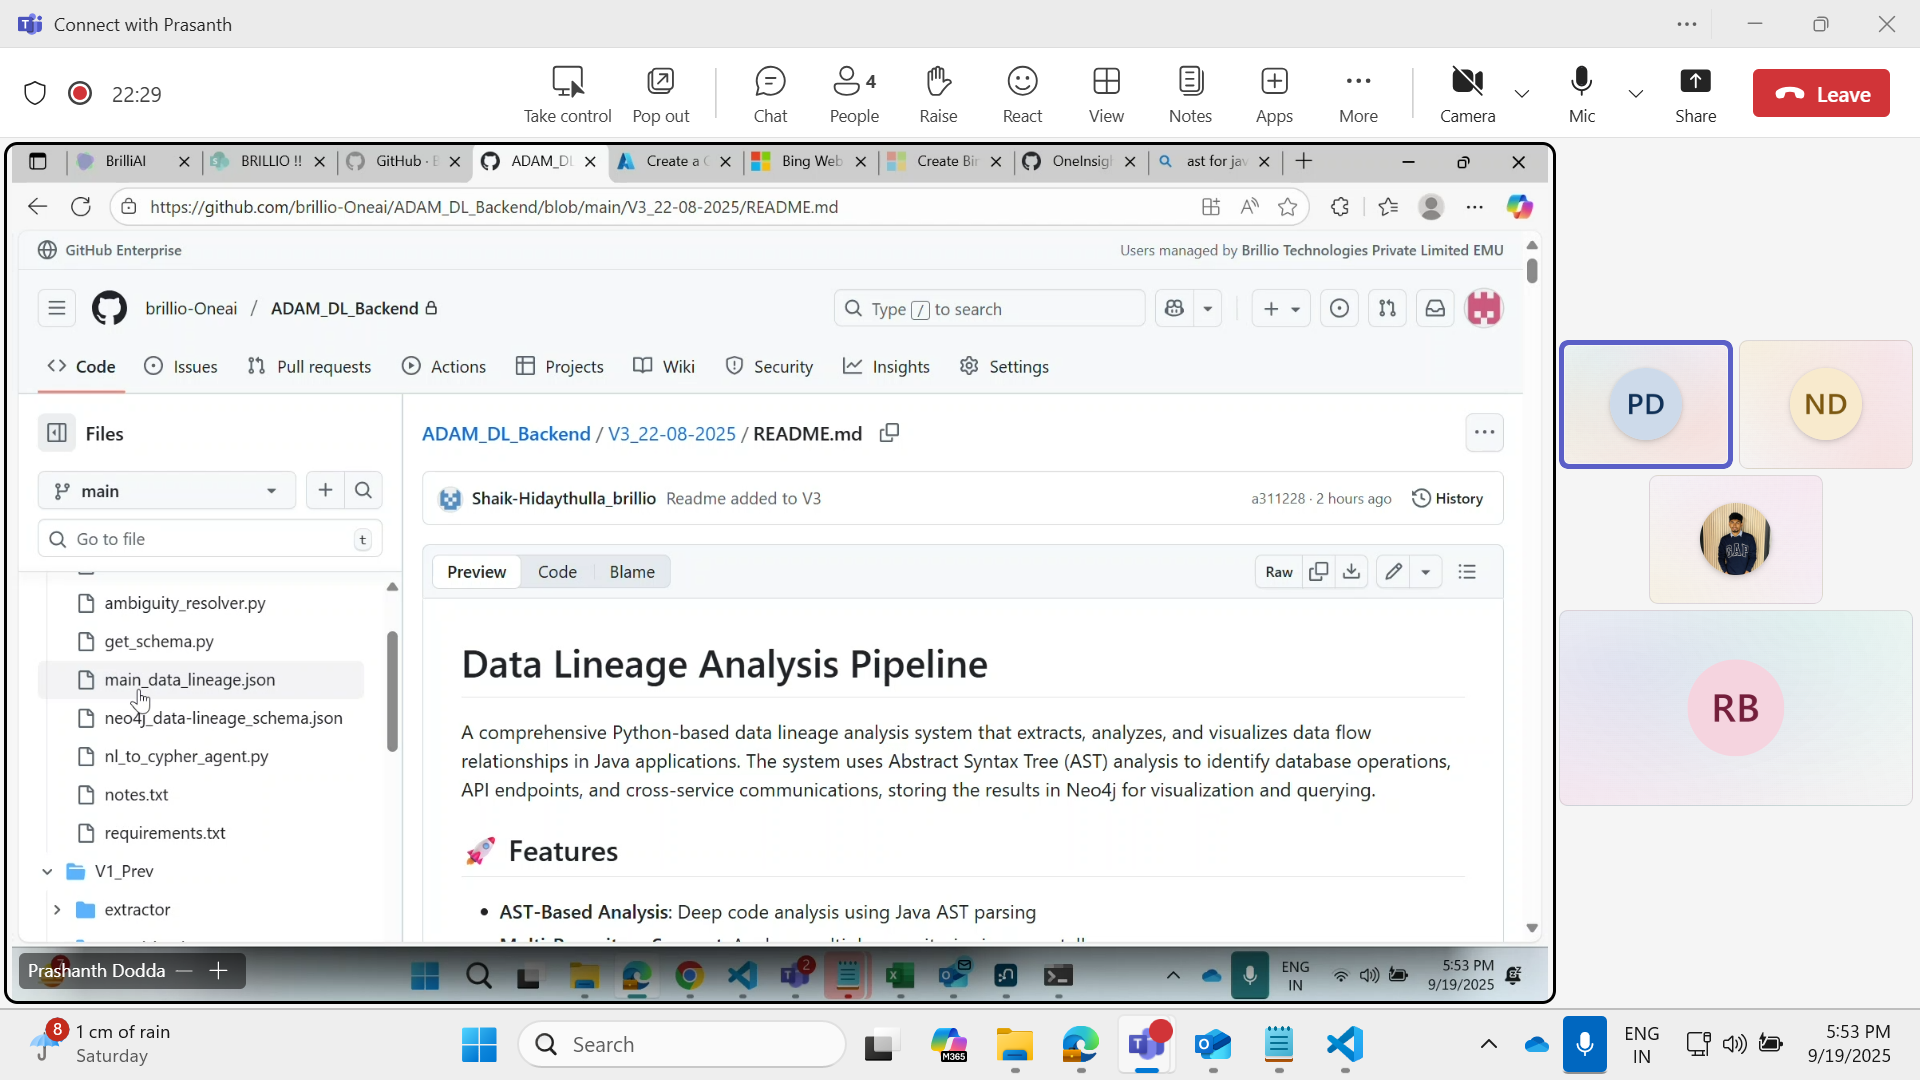 Connect with Prasanth
22:29
Take control
Pop out
Chat
4
People
Raise
React
View
Notes
Apps
More
Camera
Mic
Share
Leave
BrilliAI
BRILLIO !!
GitHub
ADAM_DL
Create a
Bing Web
Create Bin
OneInsigh
ast for jav
https://github.com/brillio-Oneai/ADAM_DL_Backend/blob/main/V3_22-08-2025/README.md
GitHub Enterprise
Users managed by Brillio Technologies Private Limited EMU
brillio-Oneai / ADAM_DL_Backend
Type / to search
Code
Issues
Pull requests
Actions
Projects
Wiki
Security
Insights
Settings
Files
main
Go to file
t
ambiguity_resolver.py
get_schema.py
main_data_lineage.json
neo4j_data-lineage_schema.json
nl_to_cypher_agent.py
notes.txt
requirements.txt
V1_Prev
extractor
ADAM_DL_Backend / V3_22-08-2025 / README.md
Shaik-Hidaythulla_brillio Readme added to V3
a311228 · 2 hours ago
History
Preview
Code
Blame
Raw
Data Lineage Analysis Pipeline
A comprehensive Python-based data lineage analysis system that extracts, analyzes, and visualizes data flow
relationships in Java applications. The system uses Abstract Syntax Tree (AST) analysis to identify database operations,
API endpoints, and cross-service communications, storing the results in Neo4j for visualization and querying.
🚀 Features
• AST-Based Analysis: Deep code analysis using Java AST parsing
PD
ND
GAP
RB
Prashanth Dodda
2
ENG
IN
5:53 PM
9/19/2025
8
1 cm of rain
Saturday
Search
M365
ENG
IN
5:53 PM
9/19/2025